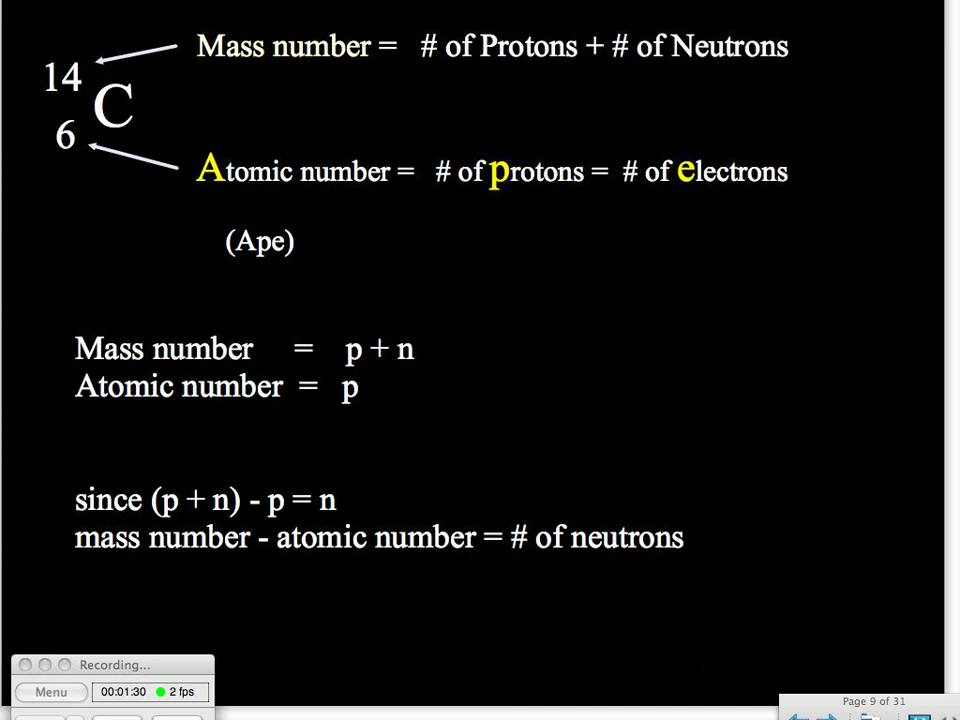 Mass number = # of Protons + # of Neutrons
14
C
6
Atomic number = # of protons = # of electrons
(Ape)
Mass number = p + n
Atomic number = p
since (p + n) - p = n
mass number - atomic number = # of neutrons
Recording...
Menu 00:01:30 2 fps
Page 9 of 31